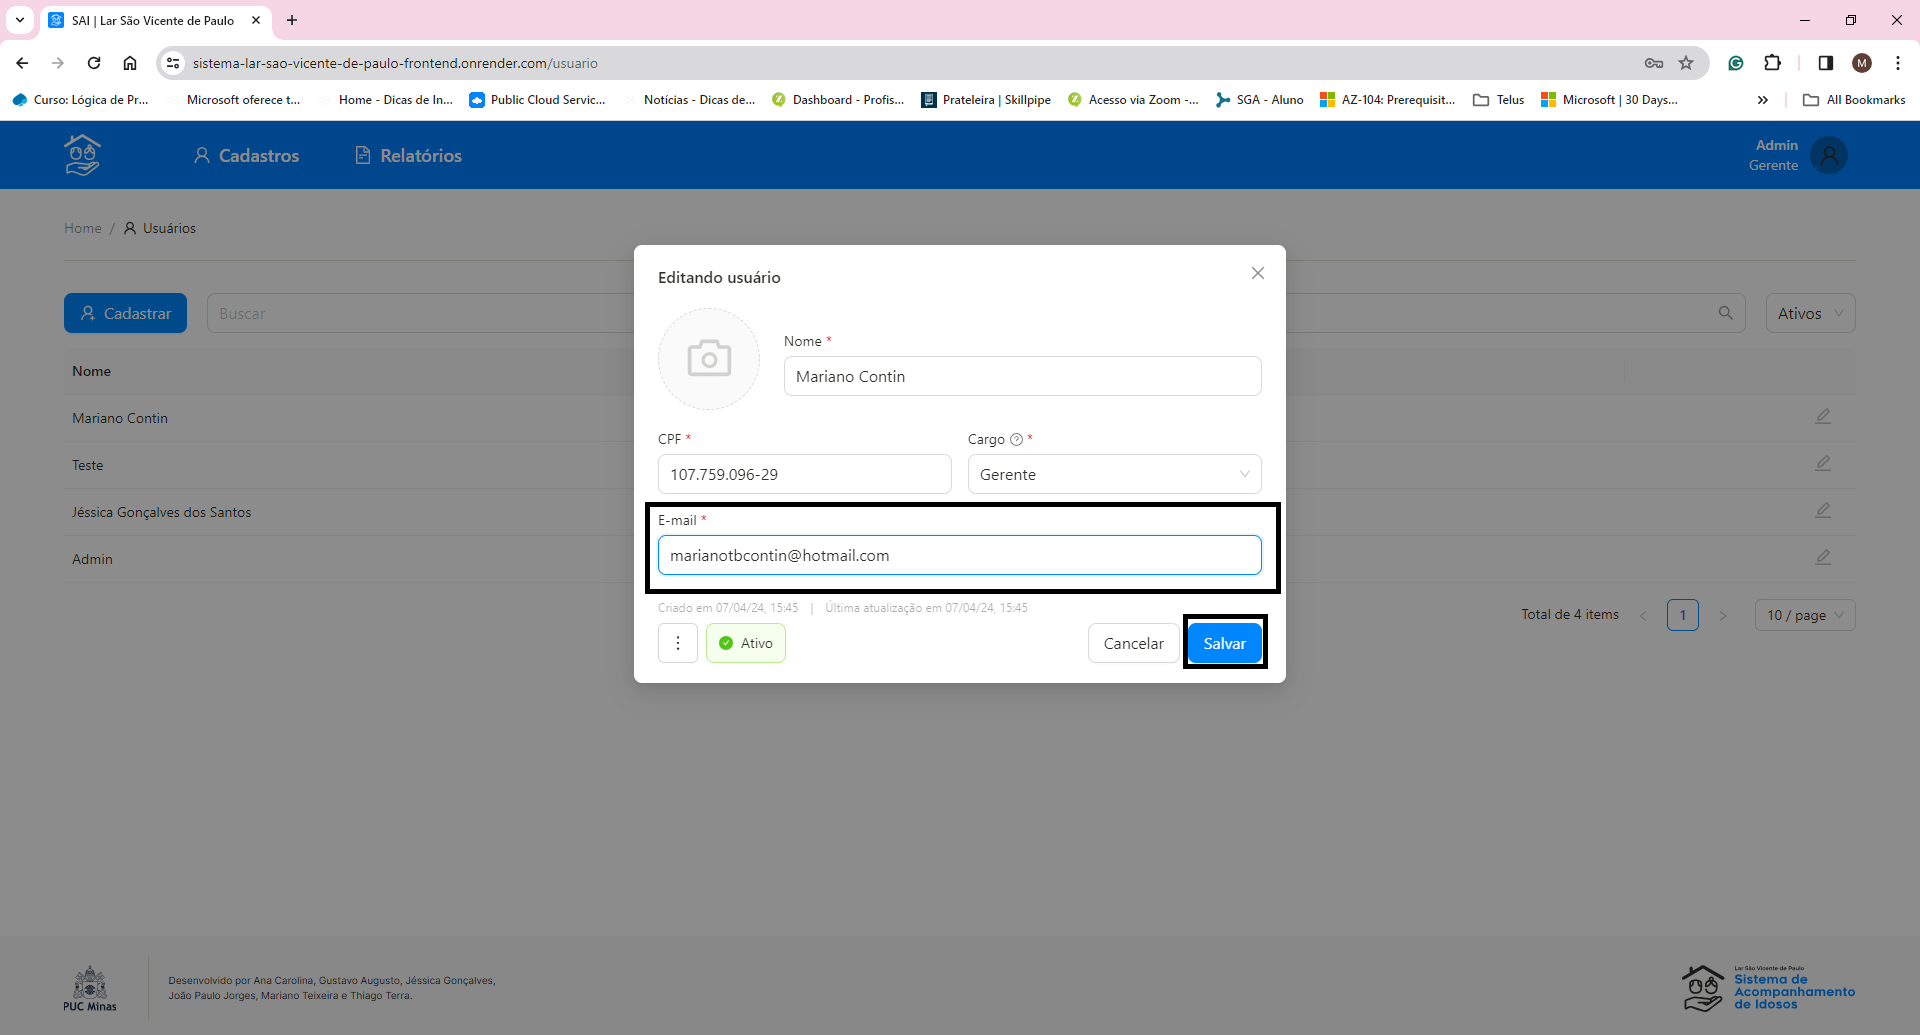 SAI | Lar São Vicente de Paulo
sistema-lar-sao-vicente-de-paulo-frontend.onrender.com/usuario
M
Curso: Lógica de Pr... Microsoft oferece t... Home - Dicas de In... Public Cloud Servic... Notícias - Dicas de... Dashboard - Profis... Prateleira | Skillpipe Acesso via Zoom -... SGA - Aluno AZ-104: Prerequisit... Telus Microsoft | 30 Days... » All Bookmarks
Cadastros Relatórios
Admin
Gerente
Home / Usuários
Cadastrar Buscar Ativos
Nome
Mariano Contin
Teste
Jéssica Gonçalves dos Santos
Admin
Total de 4 items < 1 > 10 / page
Editando usuário
Nome *
Mariano Contin
CPF * Cargo ? *
107.759.096-29 Gerente
E-mail *
marianotbcontin@hotmail.com
Criado em 07/04/24, 15:45 | Última atualização em 07/04/24, 15:45
Ativo Cancelar Salvar
PUC Minas
Desenvolvido por Ana Carolina, Gustavo Augusto, Jéssica Gonçalves,
João Paulo Jorges, Mariano Teixeira e Thiago Terra.
Lar São Vicente de Paulo
Sistema de
Acompanhamento
de Idosos